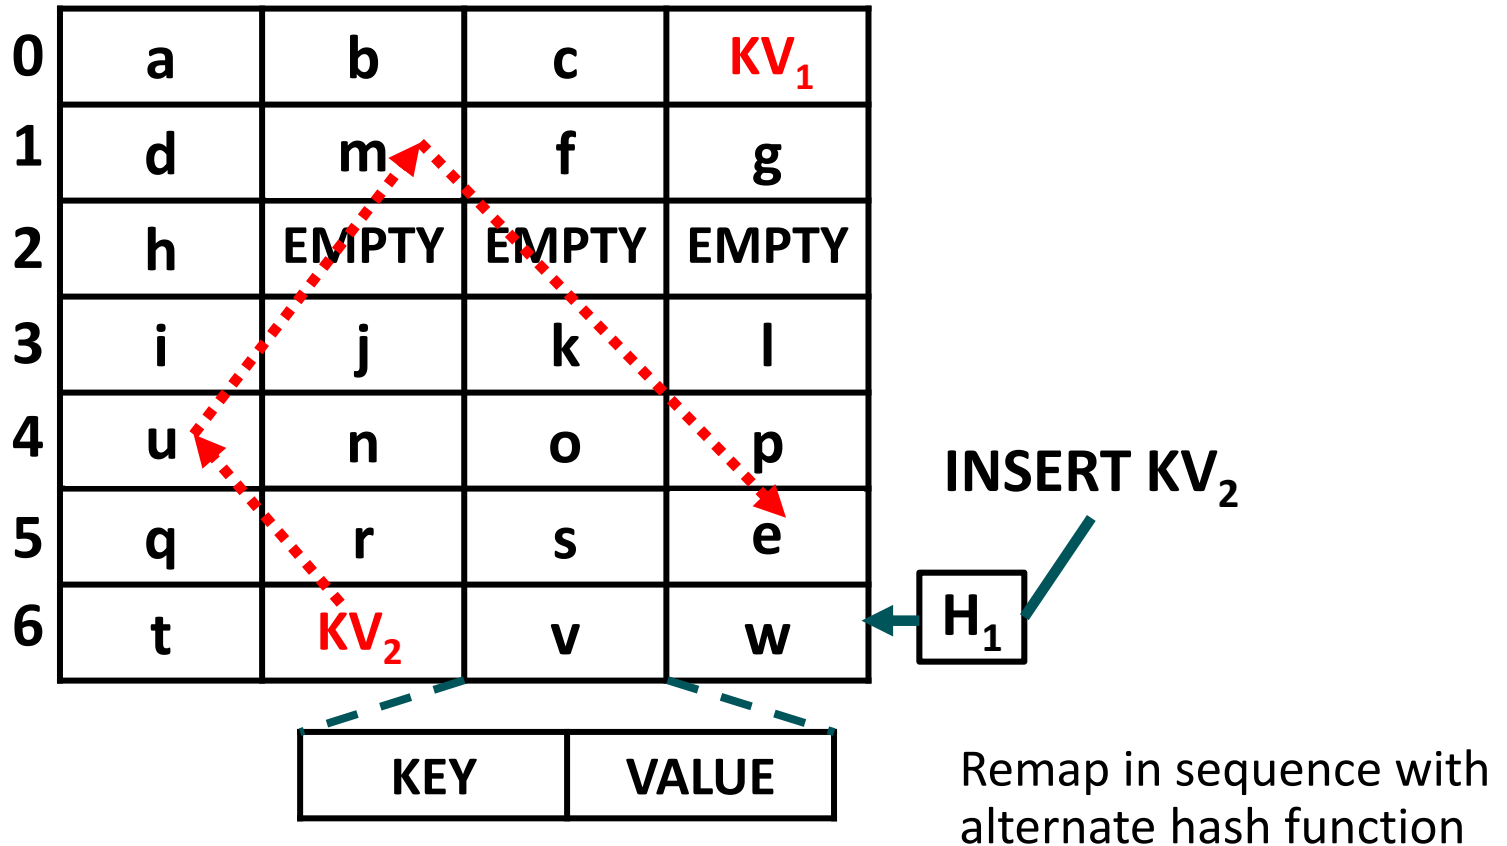 0 a b c KV₁
1 d m f g
2 h EMPTY EMPTY EMPTY
3 i j k l
4 u n o p
5 q r s e
INSERT KV₂
6 t KV₂ v w
H₁
KEY VALUE
Remap in sequence with
alternate hash function